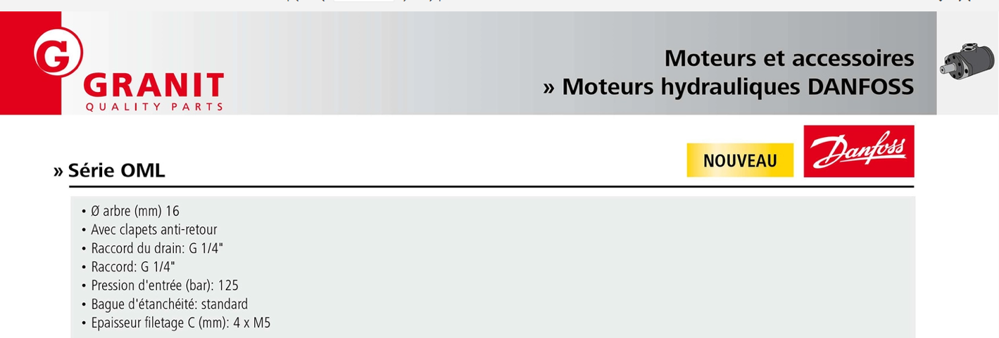 G
GRANIT
QUALITY PARTS
Moteurs et accessoires
» Moteurs hydrauliques DANFOSS
NOUVEAU
Danfoss
» Série OML
• Ø arbre (mm) 16
• Avec clapets anti-retour
• Raccord du drain: G 1/4"
• Raccord: G 1/4"
• Pression d'entrée (bar): 125
• Bague d'étanchéité: standard
• Epaisseur filetage C (mm): 4 x M5